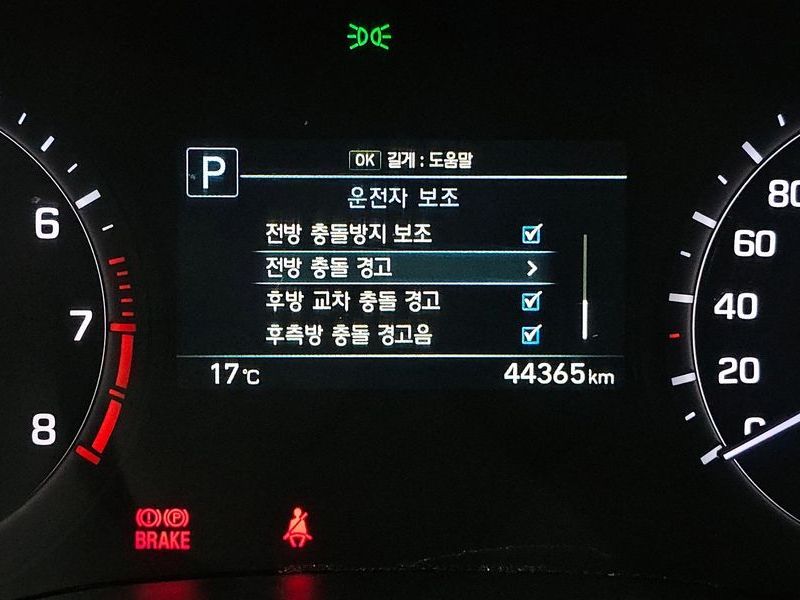 P
OK 길게 : 도움말
운전자 보조
전방 충돌방지 보조
전방 충돌 경고
후방 교차 충돌 경고
후측방 충돌 경고음
17℃
44365km
6
7
8
80
60
40
20
0
BRAKE